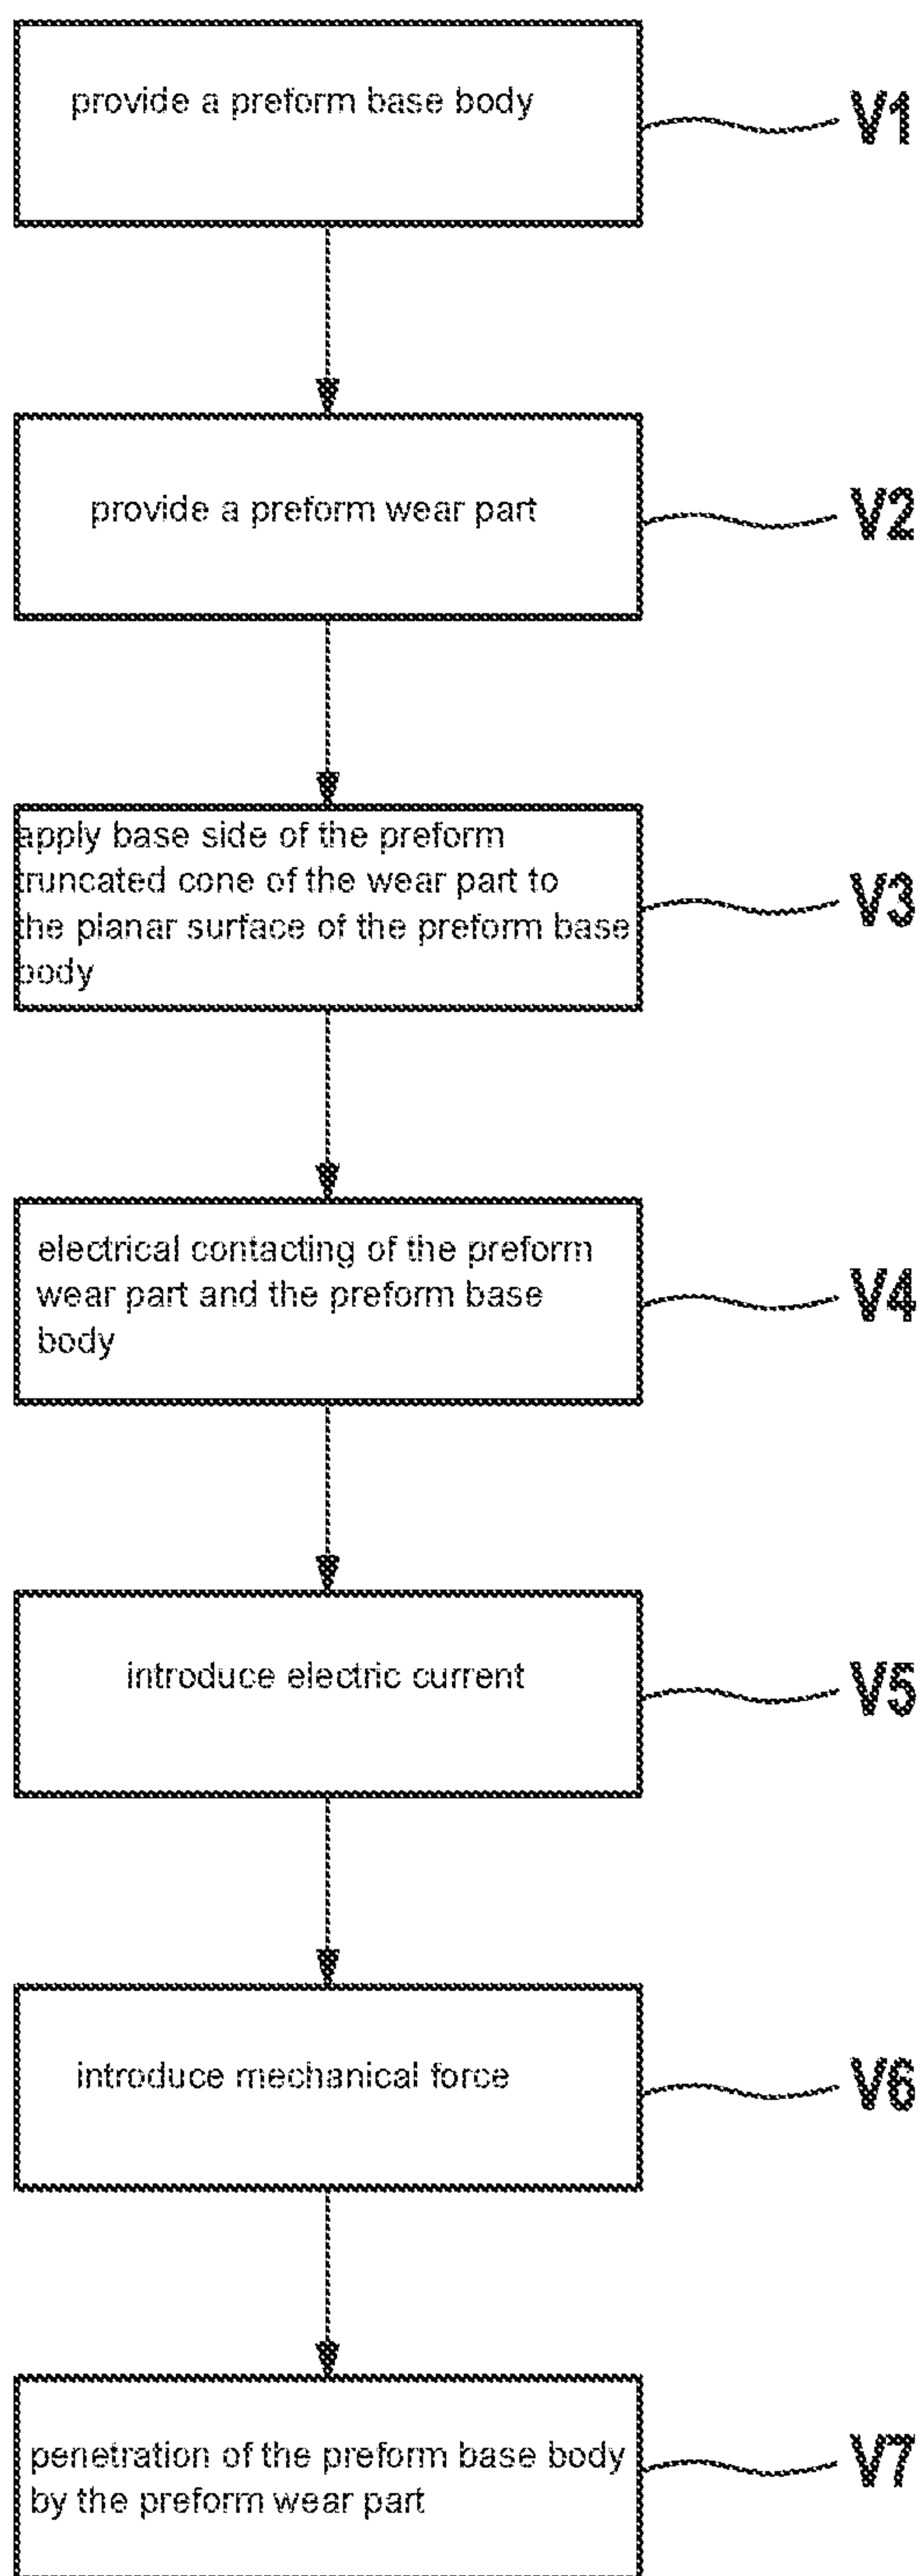 provide a preform base body
V1
provide a preform wear part
V2
apply base side of the preform
truncated cone of the wear part to
the planar surface of the preform base
body
V3
electrical contacting of the preform
wear part and the preform base
body
V4
introduce electric current
V5
introduce mechanical force
V6
penetration of the preform base body
by the preform wear part
V7